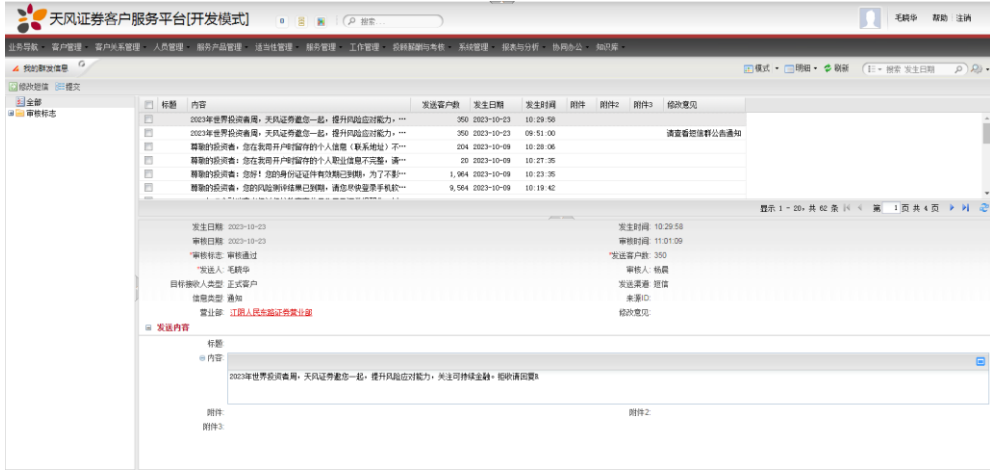 天风证券客户服务平台[开发模式] 0 搜索... 毛晓华 帮助 注销
业务导航 客户管理 客户关系管理 人员管理 服务产品管理 适当性管理 服务管理 工作管理 投顾薪酬与考核 系统管理 报表与分析 协同办公 知识库
我的群发信息 模式 明细 刷新 搜索 发生日期
修改短信 提交
全部
审核标志
标题 内容 发送客户数 发生日期 发生时间 附件 附件2 附件3 修改意见
2023年世界投资者周，天风证券邀您一起，提升风险应对能力，… 350 2023-10-23 10:29:58
2023年世界投资者周，天风证券邀您一起，提升风险应对能力，… 350 2023-10-23 09:51:00 请查看短信群公告通知
尊敬的投资者，您在我司开户时留存的个人信息（联系地址）不… 204 2023-10-09 10:28:06
尊敬的投资者：您在我司开户时留存的个人职业信息不完整，请… 20 2023-10-09 10:27:35
尊敬的投资者：您好！您的身份证证件有效期已到期，为了不影… 1,964 2023-10-09 10:23:35
尊敬的投资者，您的风险测评结果已到期，请您尽快登录手机软… 9,564 2023-10-09 10:19:42
显示 1 - 20，共 62 条 第 1 页 共 4 页
发生日期: 2023-10-23 发生时间: 10:29:58
审核日期: 2023-10-23 审核时间: 11:01:09
*审核标志: 审核通过 *发送客户数: 350
*发送人: 毛晓华 审核人: 杨晨
目标接收人类型: 正式客户 发送渠道: 短信
信息类型: 通知 来源ID:
营业部: 江阴人民东路证券营业部 修改意见:
发送内容
标题:
内容:
2023年世界投资者周，天风证券邀您一起，提升风险应对能力，关注可持续金融。拒收请回复R
附件: 附件2:
附件3: